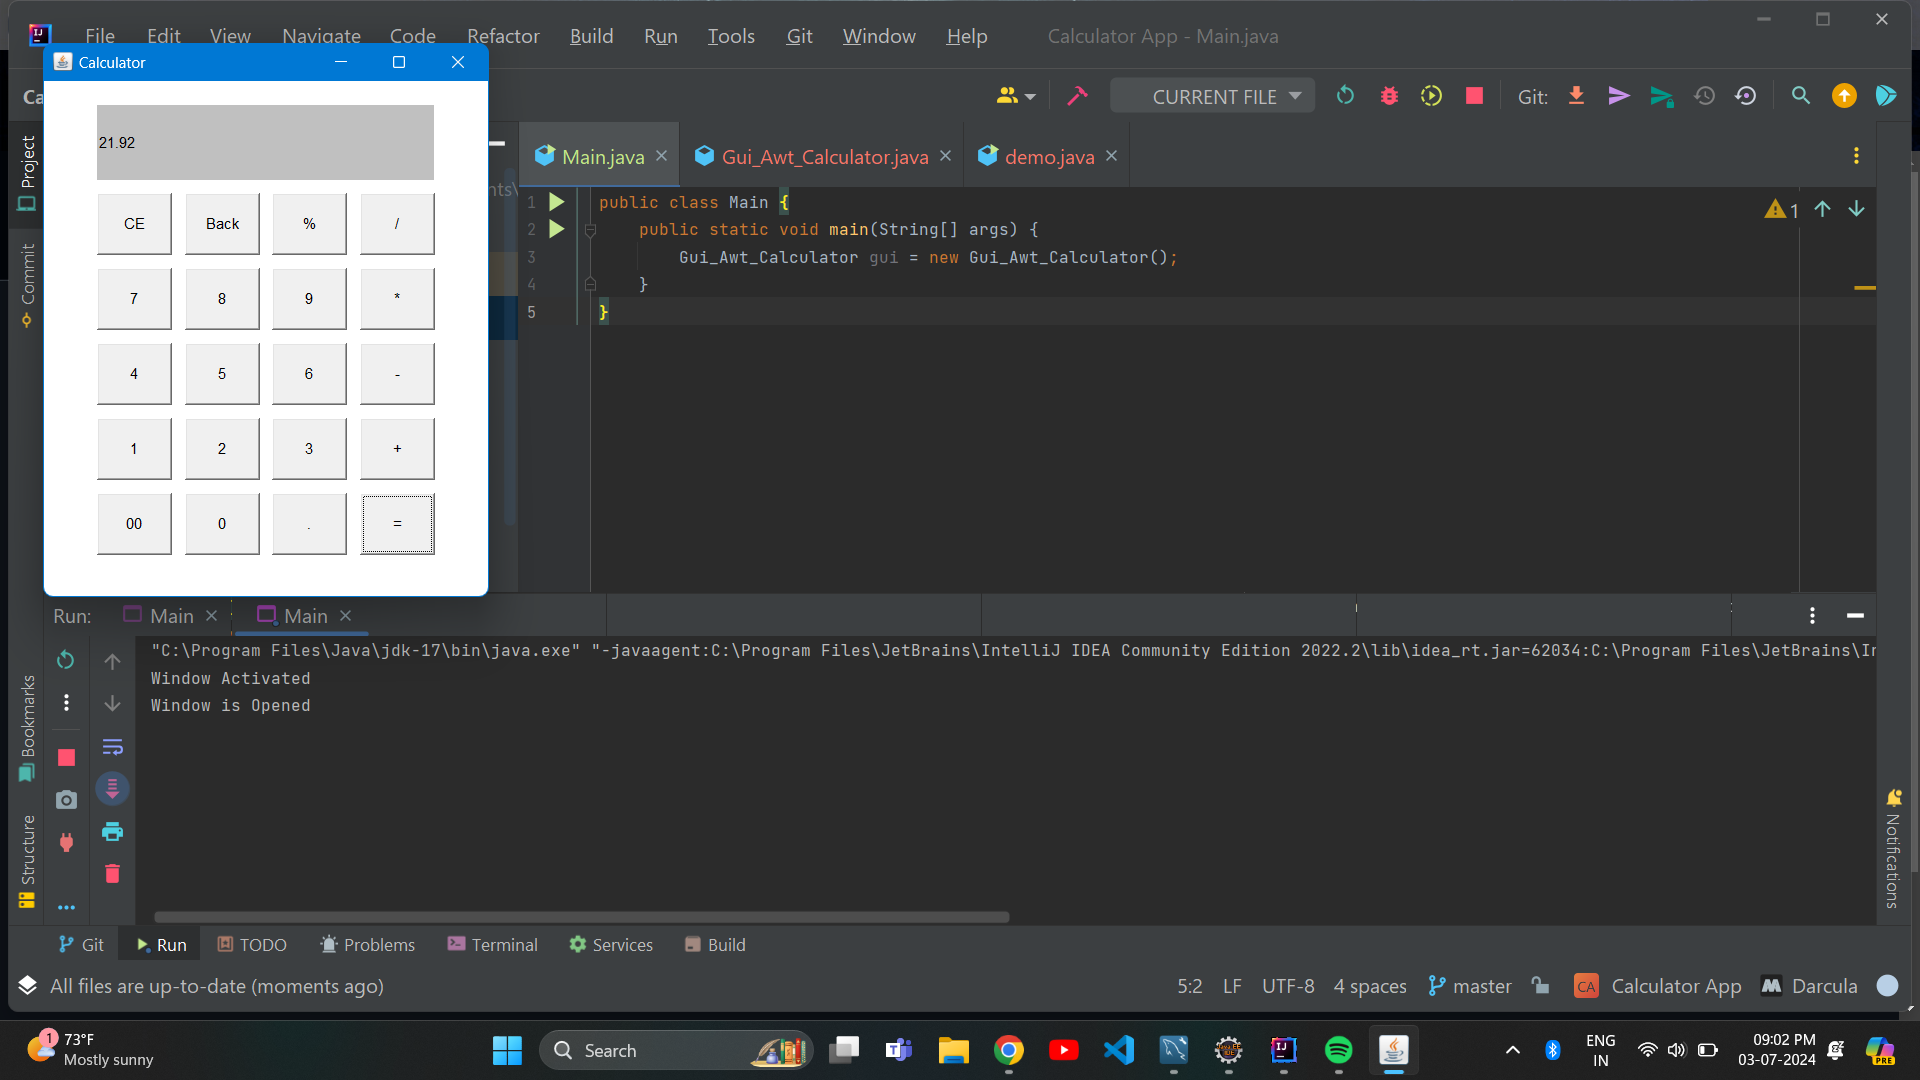 File Edit View Navigate Code Refactor Build Run Tools Git Window Help Calculator App - Main.java
Calculator
CURRENT FILE
Git:
21.92
CE Back % /
7 8 9 *
4 5 6 -
1 2 3 +
00 0 . =
Project
Commit
Bookmarks
Structure
Main.java
Gui_Awt_Calculator.java
demo.java
1 public class Main {
2 public static void main(String[] args) {
3 Gui_Awt_Calculator gui = new Gui_Awt_Calculator();
4 }
5 }
1
Run: Main Main
"C:\Program Files\Java\jdk-17\bin\java.exe" "-javaagent:C:\Program Files\JetBrains\IntelliJ IDEA Community Edition 2022.2\lib\idea_rt.jar=62034:C:\Program Files\JetBrains\In
Window Activated
Window is Opened
Notifications
Git Run TODO Problems Terminal Services Build
All files are up-to-date (moments ago)
5:2 LF UTF-8 4 spaces master CA Calculator App Darcula
1
73°F
Mostly sunny
Search
ENG
IN
09:02 PM
03-07-2024
PRE